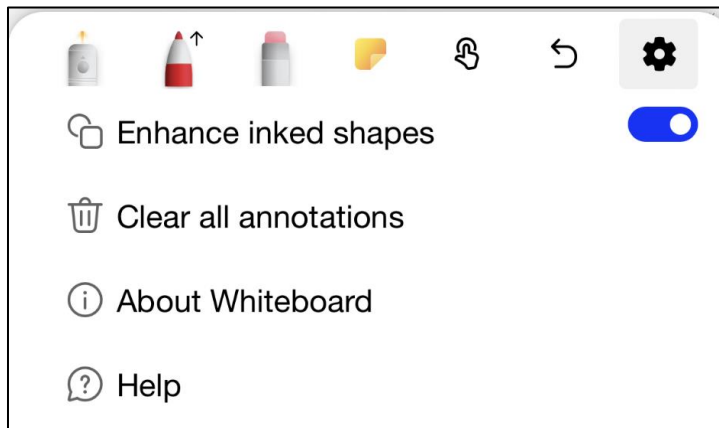 Enhance inked shapes
Clear all annotations
About Whiteboard
Help